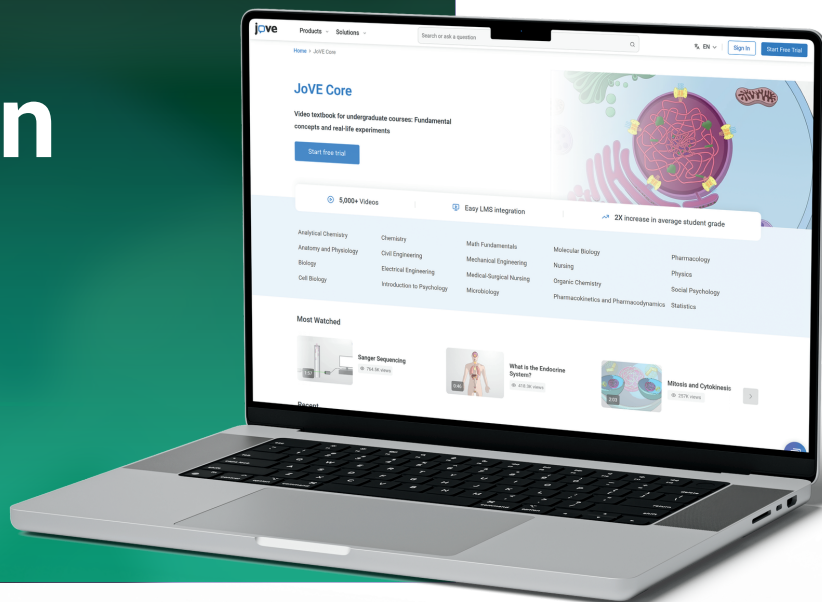 n
jove
Products
Solutions
Search or ask a question
EN
Sign In
Start Free Trial
Home > JoVE Core
JoVE Core
Video textbook for undergraduate courses: Fundamental
concepts and real-life experiments
Start free trial
5,000+ Videos
Easy LMS integration
2X increase in average student grade
Analytical Chemistry
Anatomy and Physiology
Biology
Cell Biology
Chemistry
Civil Engineering
Electrical Engineering
Introduction to Psychology
Math Fundamentals
Mechanical Engineering
Medical-Surgical Nursing
Microbiology
Molecular Biology
Nursing
Organic Chemistry
Pharmacokinetics and Pharmacodynamics
Pharmacology
Physics
Social Psychology
Statistics
Most Watched
Sanger Sequencing
What is the Endocrine
System?
Mitosis and Cytokinesis
257K views
2:03
Recent